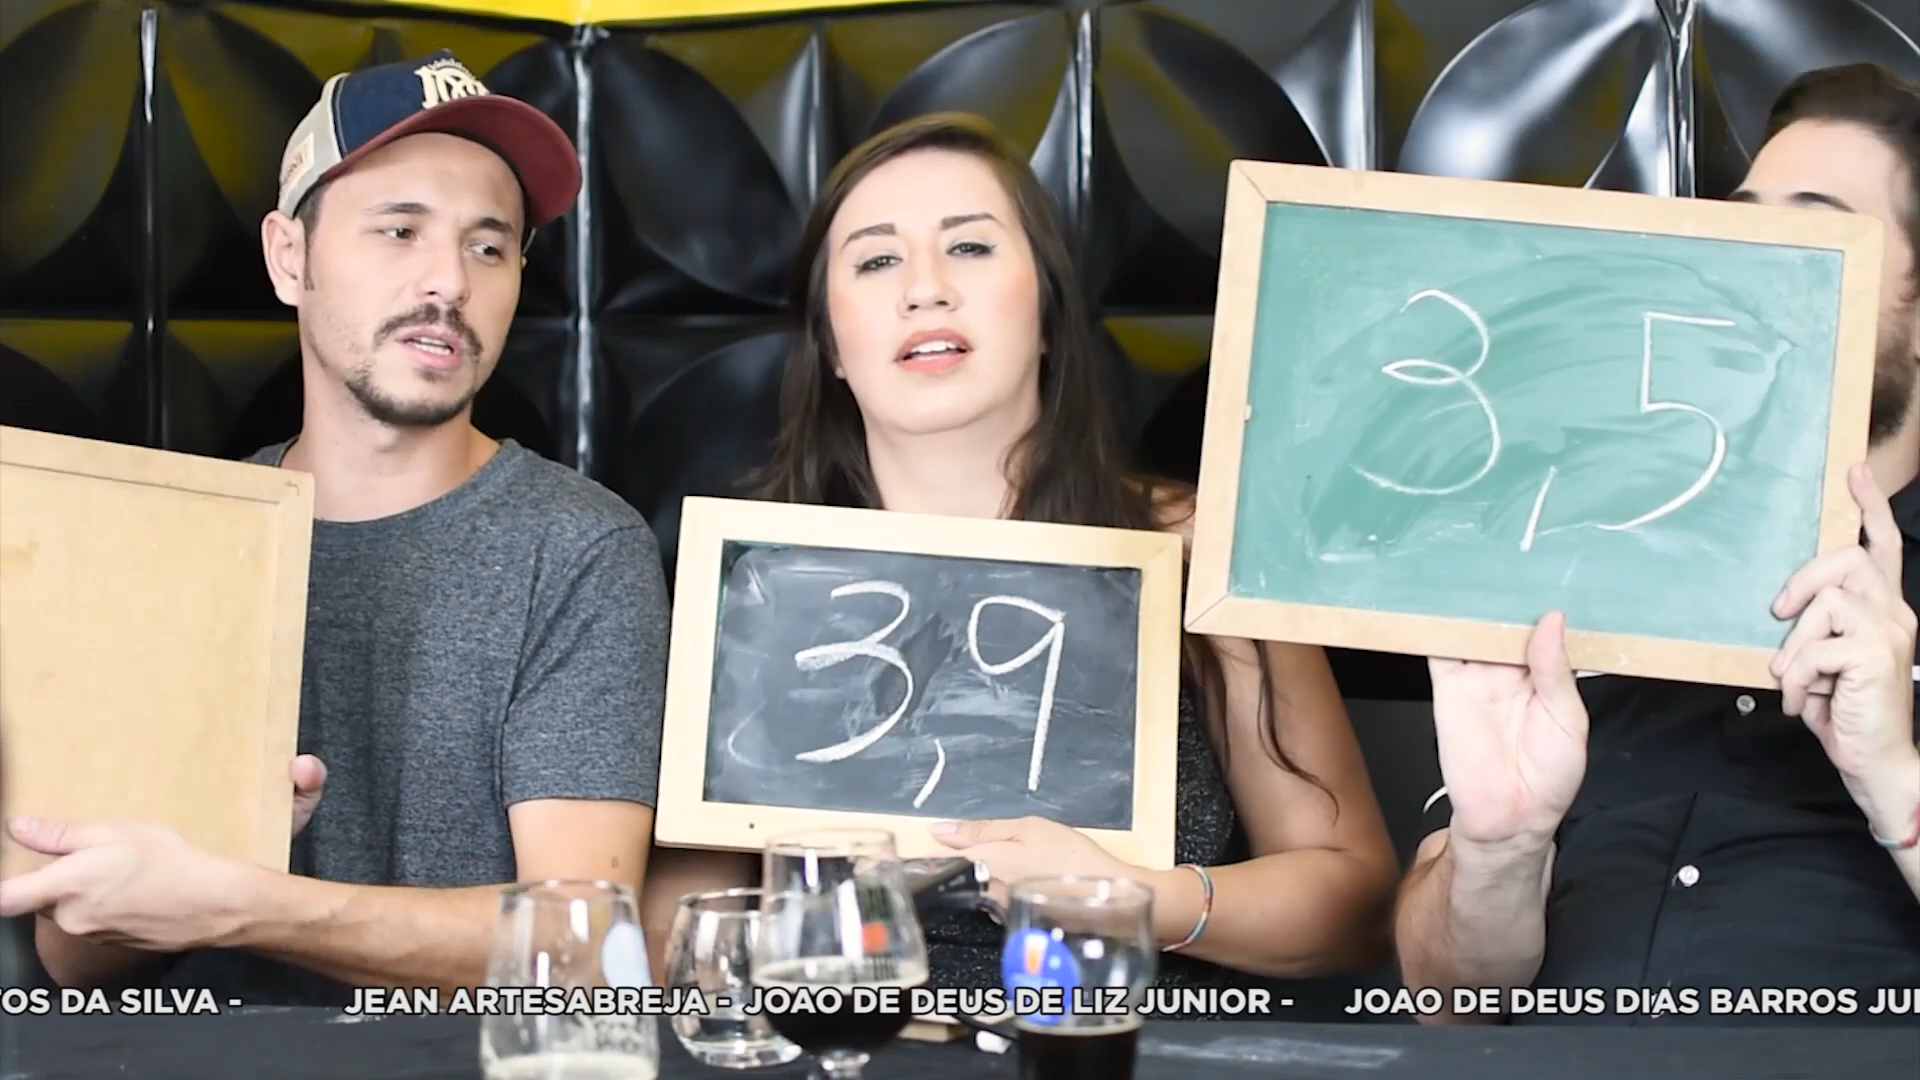 3,9
3,5
TOS DA SILVA - JEAN ARTESABREJA - JOAO DE DEUS DE LIZ JUNIOR - JOAO DE DEUS DIAS BARROS JU